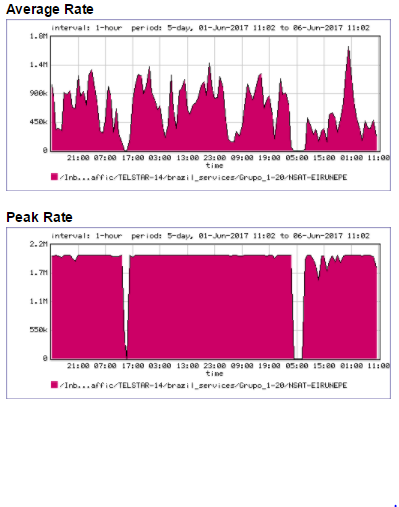 Average Rate
interval: 1-hour period: 5-day, 01-Jun-2017 11:02 to 06-Jun-2017 11:02
1.8M
1.4M
900K
450k
0
21:00 07:00 17:00 03:00 13:00 23:00 09:00 19:00 05:00 15:00 01:00 11:00
time
/Inb...affic/TELSTAR-14/brazil_services/Grupo_1-20/NSAT-EIRUNEPE
Peak Rate
interval: 1-hour period: 5-day, 01-Jun-2017 11:02 to 06-Jun-2017 11:02
2.2M
1.7M
1.1M
550k
0
21:00 07:00 17:00 03:00 13:00 23:00 09:00 19:00 05:00 15:00 01:00 11:00
time
/Inb...affic/TELSTAR-14/brazil_services/Grupo_1-20/NSAT-EIRUNEPE
.